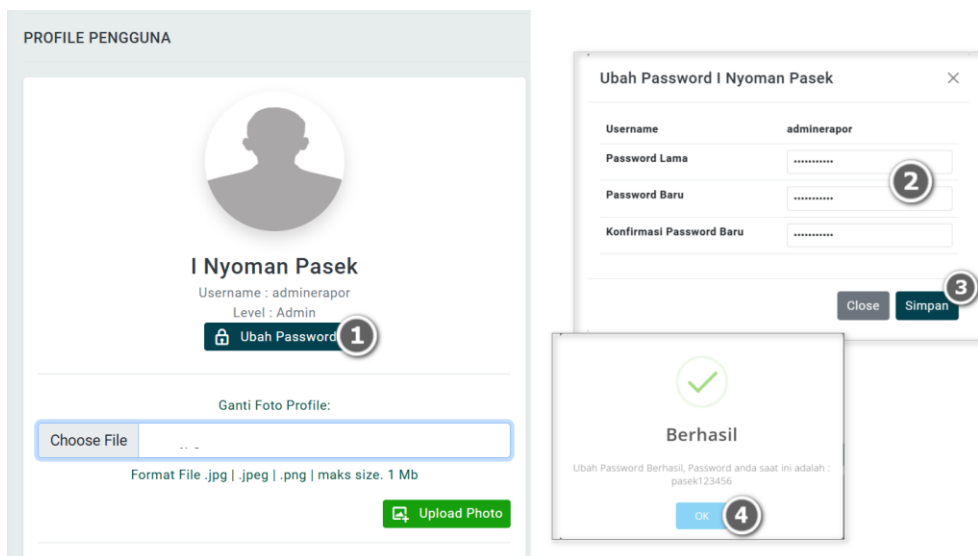 PROFILE PENGGUNA
I Nyoman Pasek
Username : adminerapor
Level : Admin
Ubah Password
1
Ganti Foto Profile:
Choose File
Format File .jpg | .jpeg | .png | maks size. 1 Mb
Upload Photo
Ubah Password I Nyoman Pasek
Username adminerapor
Password Lama ...........
2
Password Baru ...........
Konfirmasi Password Baru ...........
3
Close Simpan
Berhasil
Ubah Password Berhasil, Password anda saat ini adalah :
pasek123456
OK 4